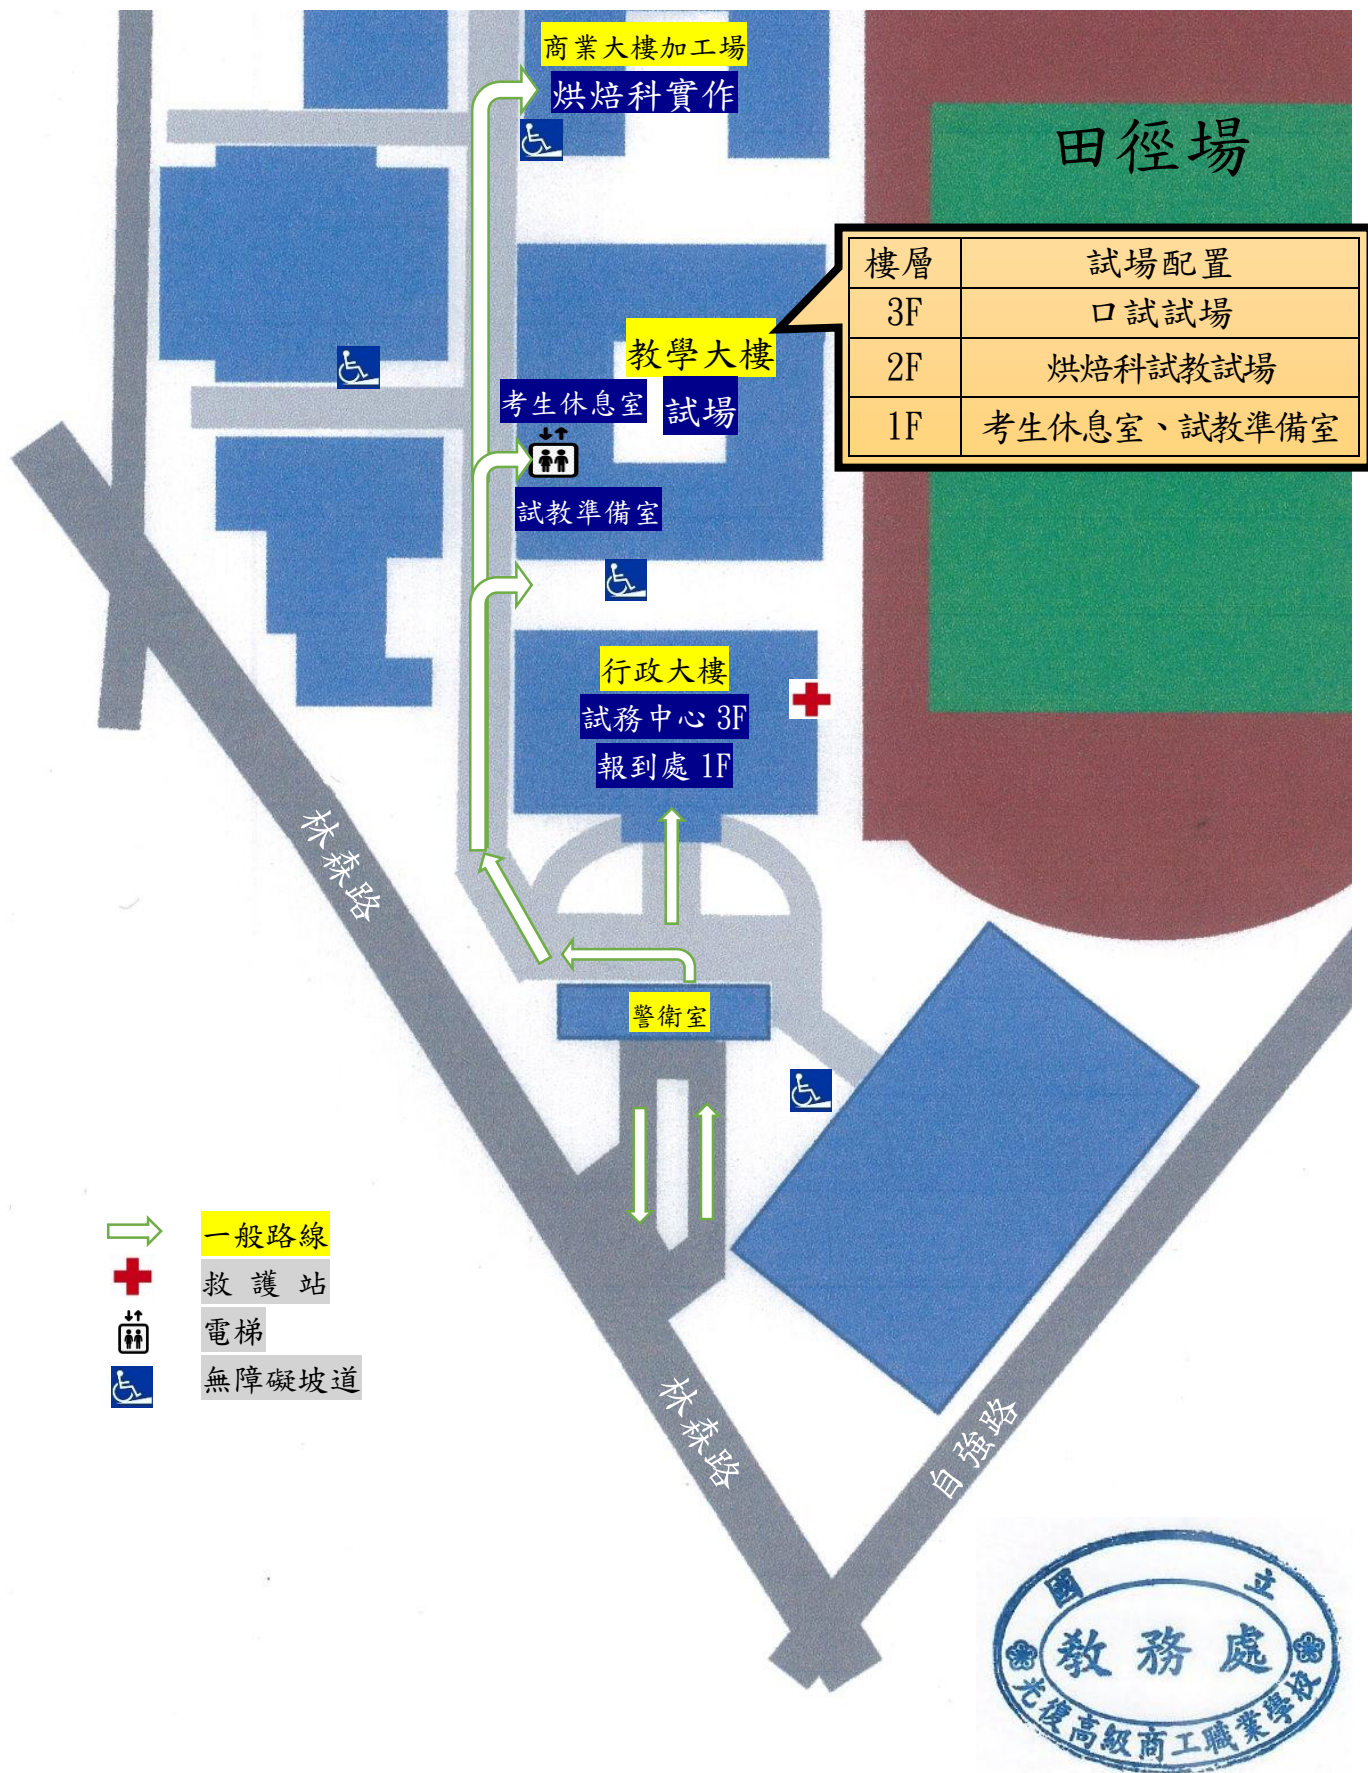 商業大樓加工場
烘焙科實作
田徑場
樓層 試場配置
3F 口試試場
2F 烘焙科試教試場
1F 考生休息室、試教準備室
教學大樓
試場
考生休息室
試教準備室
行政大樓
試務中心 3F
報到處 1F
林森路
警衛室
一般路線
救護站
電梯
無障礙坡道
林森路
自強路
國立
教務處
光復高級商工職業學校